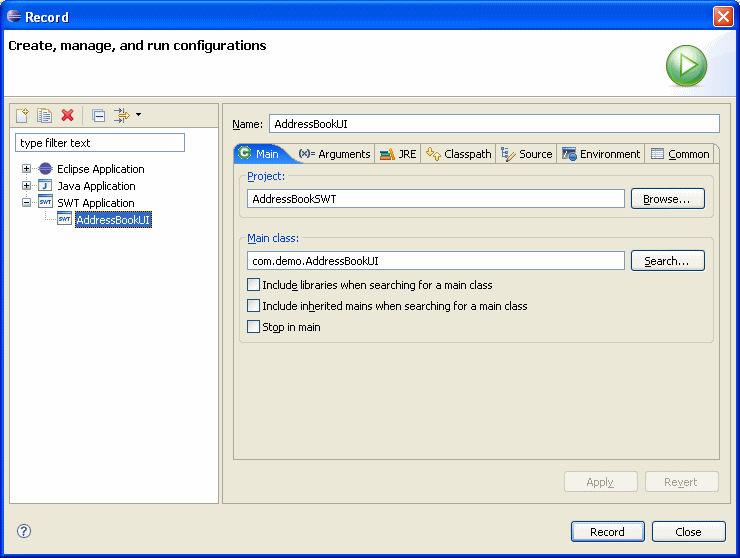 Record
Create, manage, and run configurations
type filter text
Eclipse Application
Java Application
SWT SWT Application
SWT AddressBookUI
Name: AddressBookUI
C Main (x)= Arguments JRE Classpath Source Environment Common
Project:
AddressBookSWT Browse...
Main class:
com.demo.AddressBookUI Search...
Include libraries when searching for a main class
Include inherited mains when searching for a main class
Stop in main
Apply Revert
? Record Close